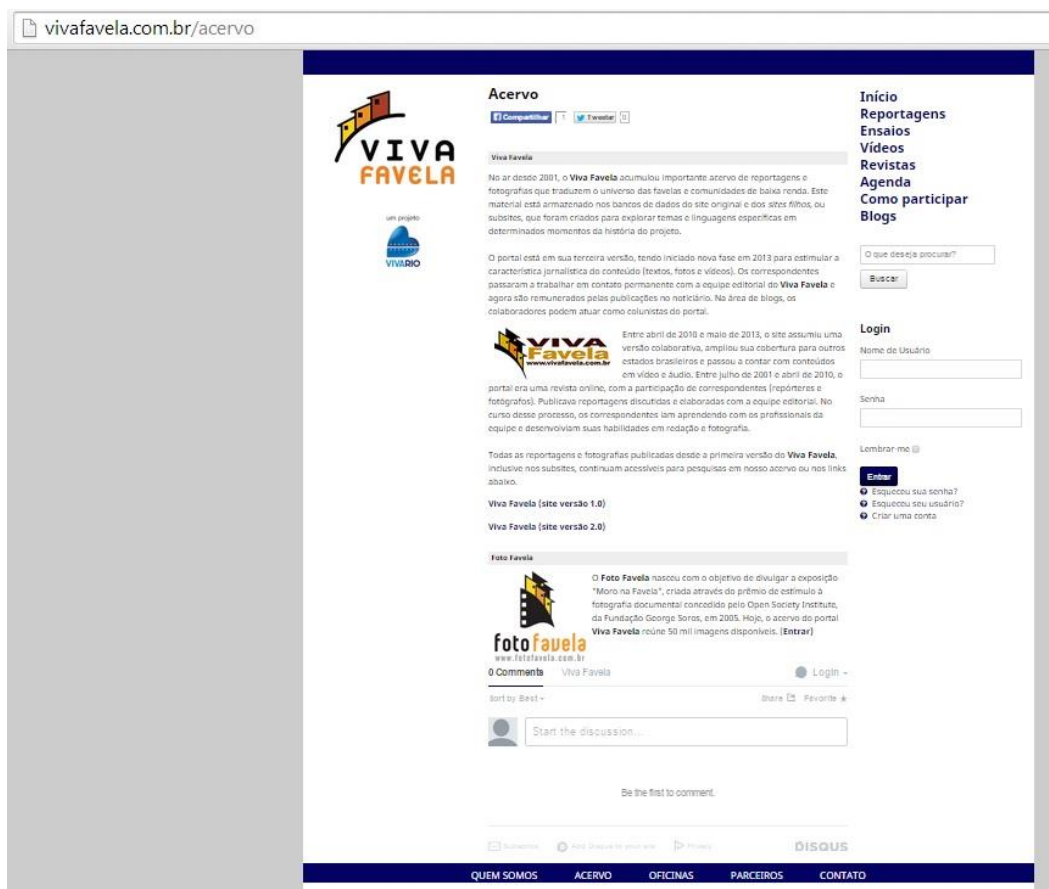 vivafavela.com.br/acervo
VIVA
FAVELA
um projeto
VIVARIO
Acervo
Compartilhar 1 Tweetar 0
Viva Favela
No ar desde 2001, o Viva Favela acumulou importante acervo de reportagens e
fotografias que traduzem o universo das favelas e comunidades de baixa renda. Este
material está armazenado nos bancos de dados do site original e dos sites filhos, ou
subsites, que foram criados para explorar temas e linguagens específicas em
determinados momentos da história do projeto.
O portal está em sua terceira versão, tendo iniciado nova fase em 2013 para estimular a
característica jornalística do conteúdo (textos, fotos e vídeos). Os correspondentes
passaram a trabalhar em contato permanente com a equipe editorial do Viva Favela e
agora são remunerados pelas publicações no noticiário. Na área de blogs, os
colaboradores podem atuar como colunistas do portal.
VIVA
Favela
www.vivafavela.com.br
Entre abril de 2010 e maio de 2013, o site assumiu uma
versão colaborativa, ampliou sua cobertura para outros
estados brasileiros e passou a contar com conteúdos
em vídeo e áudio. Entre julho de 2001 e abril de 2010, o
portal era uma revista online, com a participação de correspondentes (repórteres e
fotógrafos). Publicava reportagens discutidas e elaboradas com a equipe editorial. No
curso desse processo, os correspondentes iam aprendendo com os profissionais da
equipe e desenvolviam suas habilidades em redação e fotografia.
Todas as reportagens e fotografias publicadas desde a primeira versão do Viva Favela,
inclusive nos subsites, continuam acessíveis para pesquisas em nosso acervo ou nos links
abaixo.
Viva Favela (site versão 1.0)
Viva Favela (site versão 2.0)
Foto Favela
foto favela
www.fotofavela.com.br
O Foto Favela nasceu com o objetivo de divulgar a exposição
"Moro na Favela", criada através do prêmio de estímulo à
fotografia documental concedido pelo Open Society Institute,
da Fundação George Soros, em 2005. Hoje, o acervo do portal
Viva Favela reúne 50 mil imagens disponíveis. (Entrar)
0 Comments Viva Favela Login
Sort by Best Share Favorite
Start the discussion...
Be the first to comment.
Subscribe Add Disqus to your site Privacy DISQUS
Início
Reportagens
Ensaios
Vídeos
Revistas
Agenda
Como participar
Blogs
O que deseja procurar?
Buscar
Login
Nome de Usuário
Senha
Lembrar-me
Entrar
Esqueceu sua senha?
Esqueceu seu usuário?
Criar uma conta
QUEM SOMOS ACERVO OFICINAS PARCEIROS CONTATO